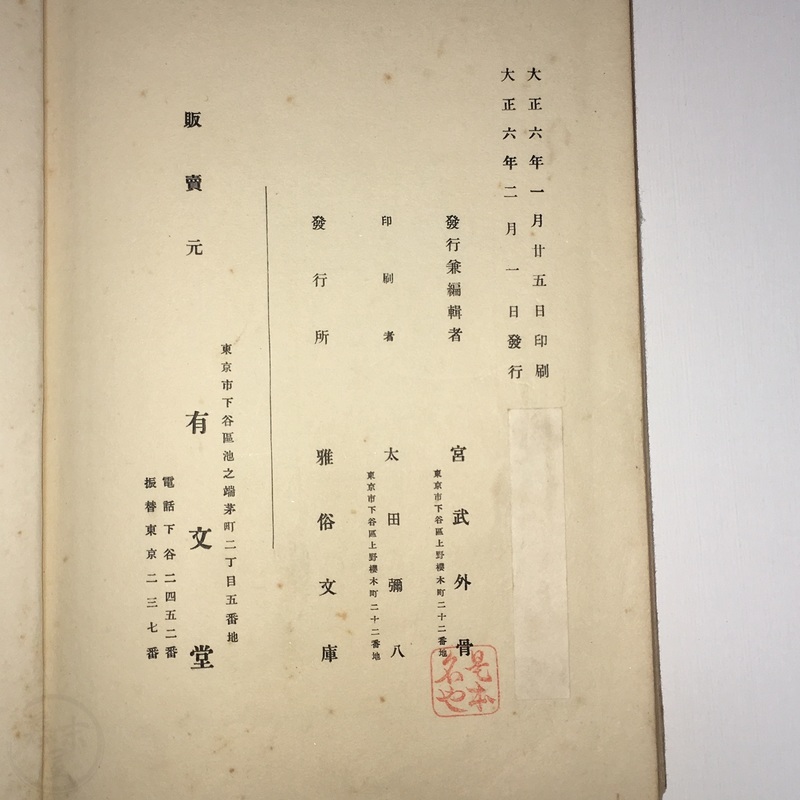 大正六年一月廿五日印刷
大正六年二月一日發行
發行兼編輯者　宮武外骨
東京市下谷區上野櫻木町二十二番地
印刷者　太田彌八
東京市下谷區上野櫻木町二十二番地
發行所　雅俗文庫
東京市下谷區池之端茅町二丁目五番地
販賣元　有文堂
電話下谷二四五二番
振替東京二三七番
是本名也